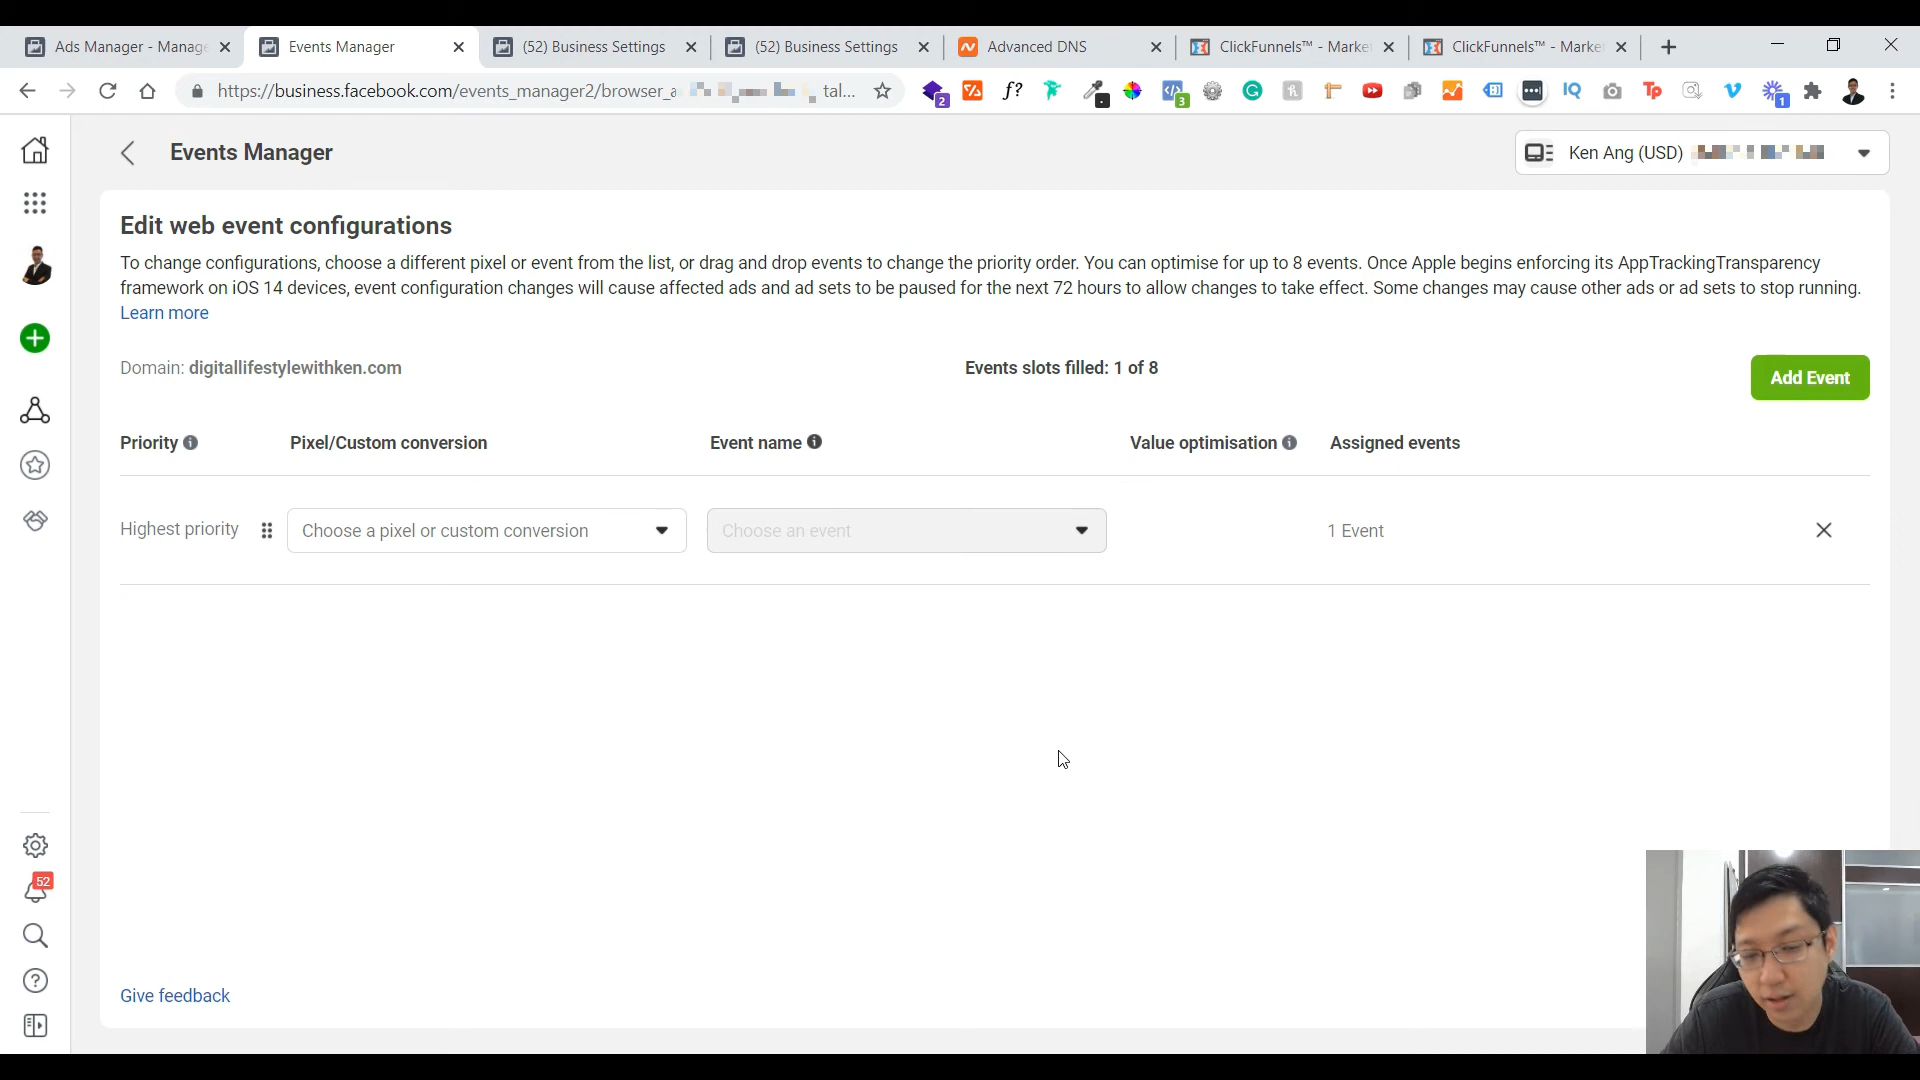 Ads Manager - Manage
Events Manager
(52) Business Settings
(52) Business Settings
Advanced DNS
ClickFunnels™ - Marke
ClickFunnels™ - Marke
https://business.facebook.com/events_manager2/browser_a
tal...
2
f?
3
IQ
Tp
1
Events Manager
Ken Ang (USD)
Edit web event configurations
To change configurations, choose a different pixel or event from the list, or drag and drop events to change the priority order. You can optimise for up to 8 events. Once Apple begins enforcing its AppTrackingTransparency
framework on iOS 14 devices, event configuration changes will cause affected ads and ad sets to be paused for the next 72 hours to allow changes to take effect. Some changes may cause other ads or ad sets to stop running.
Learn more
Domain: digitallifestylewithken.com
Events slots filled: 1 of 8
Add Event
Priority
Pixel/Custom conversion
Event name
Value optimisation
Assigned events
Highest priority
Choose a pixel or custom conversion
Choose an event
1 Event
52
Give feedback